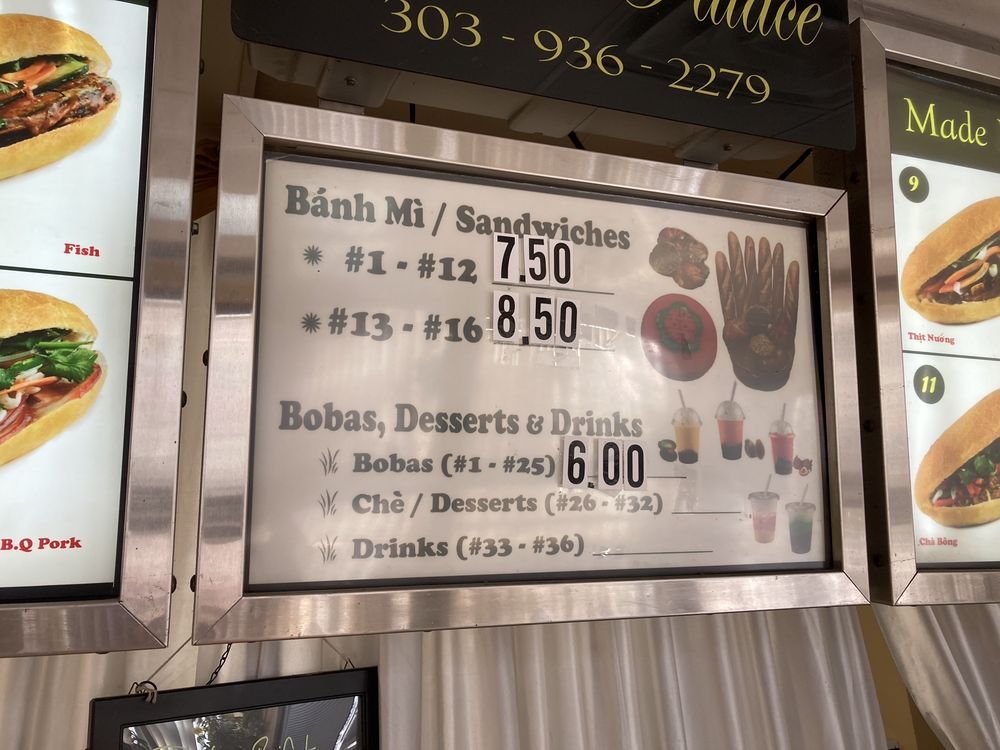 Palace
303 - 936 - 2279
Fish
B.Q Pork
Bánh Mì / Sandwiches
#1 - #12 7.50
#13 - #16 8.50
Bobas, Desserts & Drinks
Bobas (#1 - #25) 6.00
Chè / Desserts (#26 - #32)
Drinks (#33 - #36)
Made
9
Thịt Nướng
11
Chà Bông